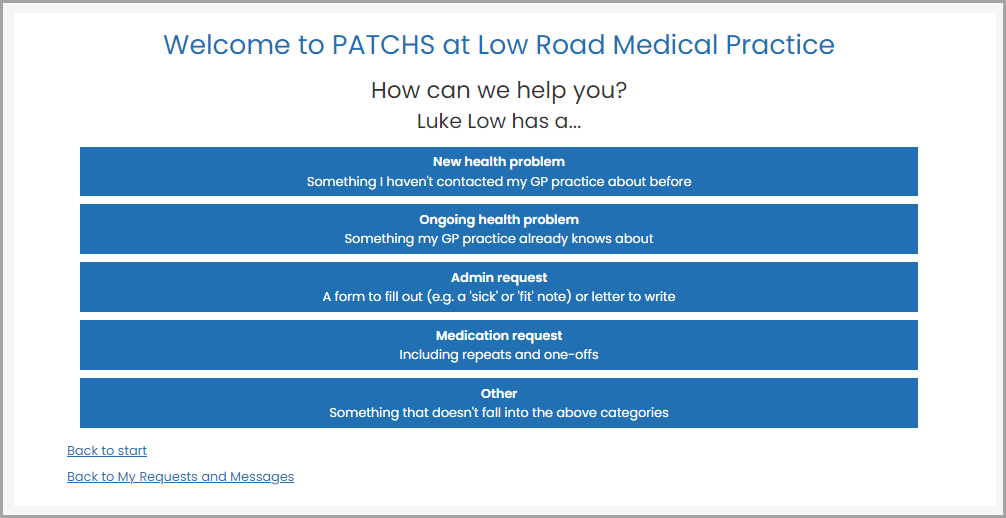 Welcome to PATCHS at Low Road Medical Practice
How can we help you?
Luke Low has a...
New health problem
Something I haven't contacted my GP practice about before
Ongoing health problem
Something my GP practice already knows about
Admin request
A form to fill out (e.g. a 'sick' or 'fit' note) or letter to write
Medication request
Including repeats and one-offs
Other
Something that doesn't fall into the above categories
Back to start
Back to My Requests and Messages